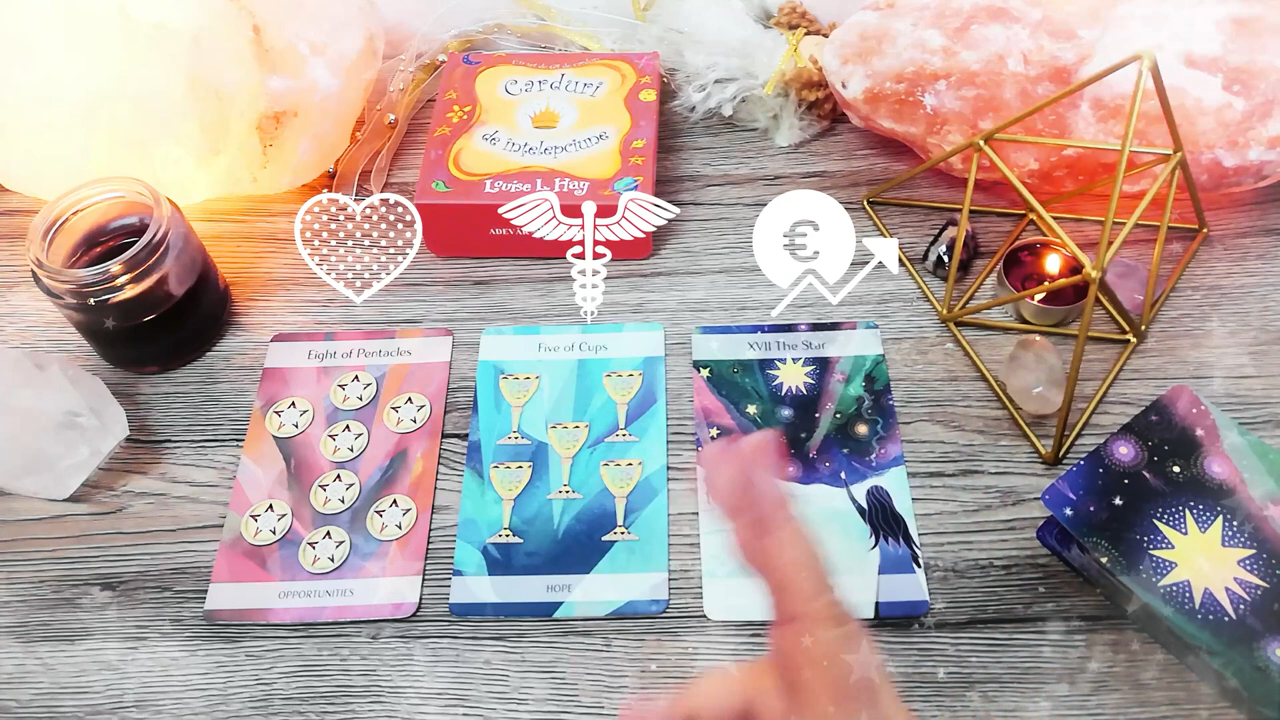 Carduri
de înțelepciune
Louise L. Hay
€
Eight of Pentacles
OPPORTUNITIES
Five of Cups
HOPE
XVII The Star